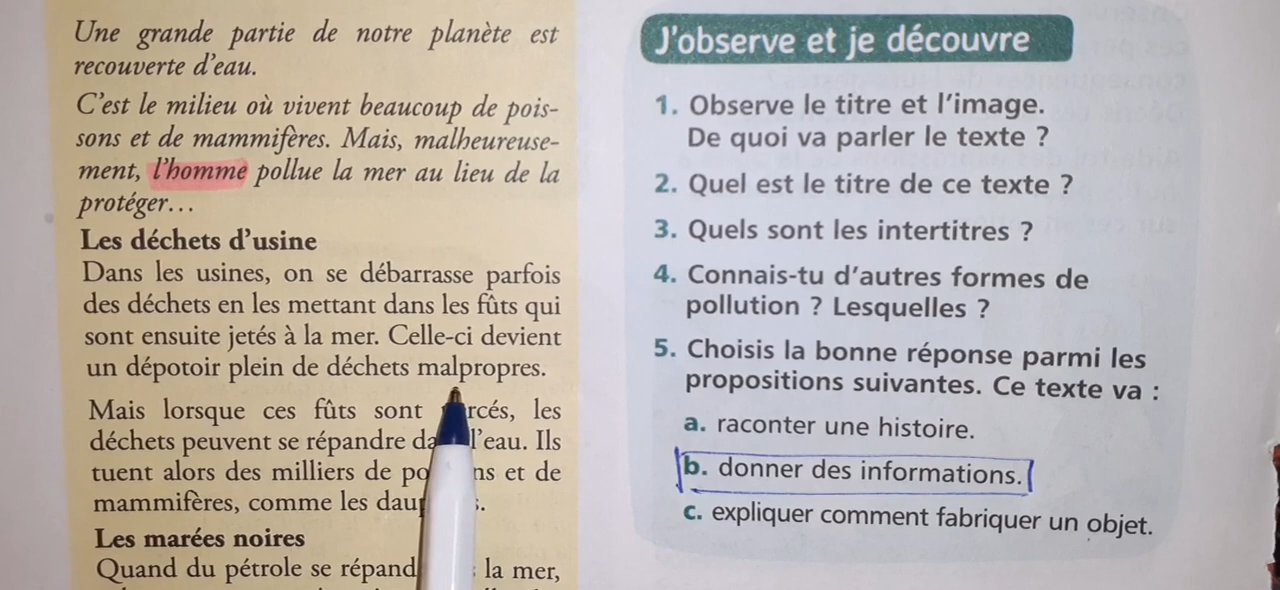 Une grande partie de notre planète est
recouverte d'eau.
C'est le milieu où vivent beaucoup de pois-
sons et de mammifères. Mais, malheureuse-
ment, l'homme pollue la mer au lieu de la
protéger...
Les déchets d'usine
Dans les usines, on se débarrasse parfois
des déchets en les mettant dans les fûts qui
sont ensuite jetés à la mer. Celle-ci devient
un dépotoir plein de déchets malpropres.
Mais lorsque ces fûts sont les
déchets peuvent se répandre l'eau. Ils
tuent alors des milliers de et de
mammifères, comme les
Les marées noires
Quand du pétrole se la mer,
J'observe et je découvre
1. Observe le titre et l'image.
De quoi va parler le texte ?
2. Quel est le titre de ce texte ?
3. Quels sont les intertitres ?
4. Connais-tu d'autres formes de
pollution ? Lesquelles ?
5. Choisis la bonne réponse parmi les
propositions suivantes. Ce texte va :
a. raconter une histoire.
b. donner des informations.
c. expliquer comment fabriquer un objet.